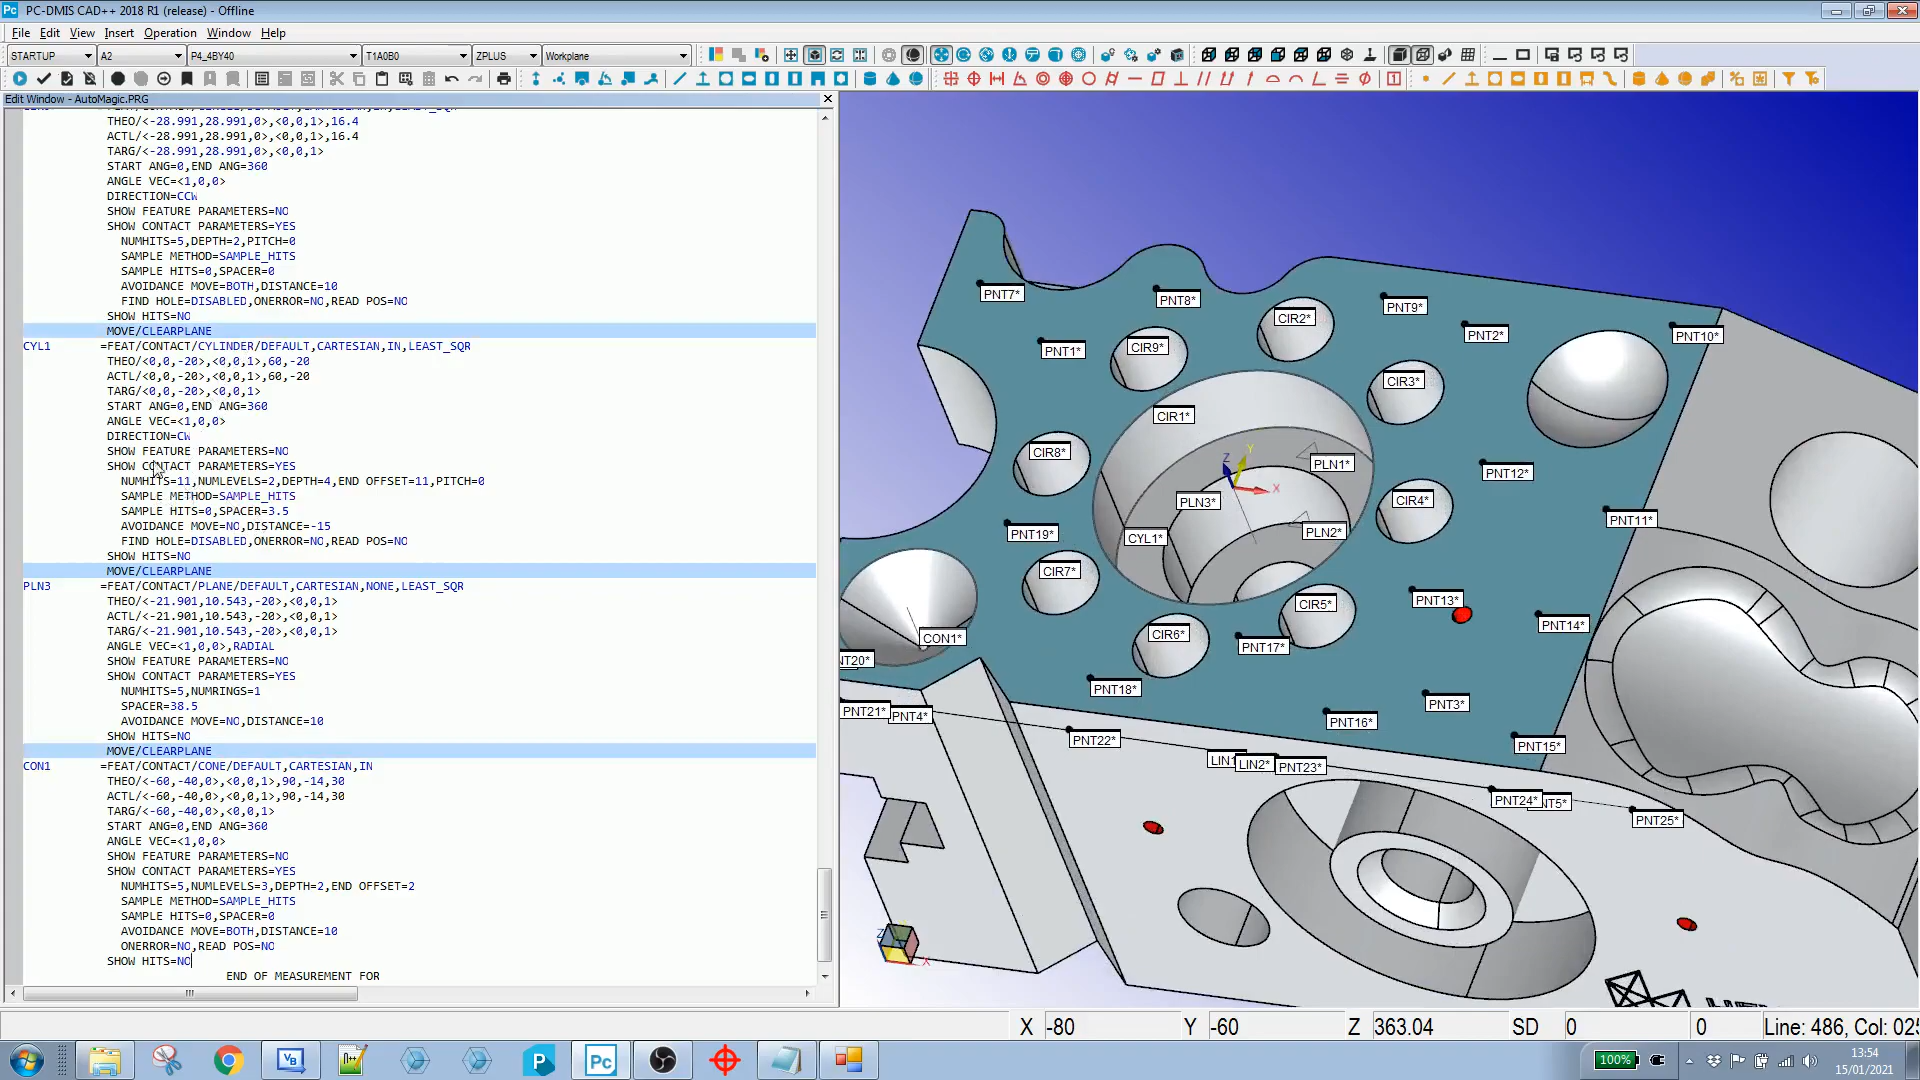 PC-DMIS CAD++ 2018 R1 (release) - Offline
File Edit View Insert Operation Window Help
STARTUP A2 P4_4BY40 T1A0B0 ZPLUS Workplane
Edit Window - AutoMagic.PRG
THEO/<-28.991,28.991,0>,<0,0,1>,16.4
ACTL/<-28.991,28.991,0>,<0,0,1>,16.4
TARG/<-28.991,28.991,0>,<0,0,1>
START ANG=0,END ANG=360
ANGLE VEC=<1,0,0>
DIRECTION=CCW
SHOW FEATURE PARAMETERS=NO
SHOW CONTACT PARAMETERS=YES
NUMHITS=5,DEPTH=2,PITCH=0
SAMPLE METHOD=SAMPLE_HITS
SAMPLE HITS=0,SPACER=0
AVOIDANCE MOVE=BOTH,DISTANCE=10
FIND HOLE=DISABLED,ONERROR=NO,READ POS=NO
SHOW HITS=NO
MOVE/CLEARPLANE
CYL1 =FEAT/CONTACT/CYLINDER/DEFAULT,CARTESIAN,IN,LEAST_SQR
THEO/<0,0,-20>,<0,0,1>,60,-20
ACTL/<0,0,-20>,<0,0,1>,60,-20
TARG/<0,0,-20>,<0,0,1>
START ANG=0,END ANG=360
ANGLE VEC=<1,0,0>
DIRECTION=CW
SHOW FEATURE PARAMETERS=NO
SHOW CONTACT PARAMETERS=YES
NUMHITS=11,NUMLEVELS=2,DEPTH=4,END OFFSET=11,PITCH=0
SAMPLE METHOD=SAMPLE_HITS
SAMPLE HITS=0,SPACER=3.5
AVOIDANCE MOVE=NO,DISTANCE=-15
FIND HOLE=DISABLED,ONERROR=NO,READ POS=NO
SHOW HITS=NO
MOVE/CLEARPLANE
PLN3 =FEAT/CONTACT/PLANE/DEFAULT,CARTESIAN,NONE,LEAST_SQR
THEO/<-21.901,10.543,-20>,<0,0,1>
ACTL/<-21.901,10.543,-20>,<0,0,1>
TARG/<-21.901,10.543,-20>,<0,0,1>
ANGLE VEC=<1,0,0>,RADIAL
SHOW FEATURE PARAMETERS=NO
SHOW CONTACT PARAMETERS=YES
NUMHITS=5,NUMRINGS=1
SPACER=38.5
AVOIDANCE MOVE=NO,DISTANCE=10
SHOW HITS=NO
MOVE/CLEARPLANE
CON1 =FEAT/CONTACT/CONE/DEFAULT,CARTESIAN,IN
THEO/<-60,-40,0>,<0,0,1>,90,-14,30
ACTL/<-60,-40,0>,<0,0,1>,90,-14,30
TARG/<-60,-40,0>,<0,0,1>
START ANG=0,END ANG=360
ANGLE VEC=<1,0,0>
SHOW FEATURE PARAMETERS=NO
SHOW CONTACT PARAMETERS=YES
NUMHITS=5,NUMLEVELS=3,DEPTH=2,END OFFSET=2
SAMPLE METHOD=SAMPLE_HITS
SAMPLE HITS=0,SPACER=0
AVOIDANCE MOVE=BOTH,DISTANCE=10
ONERROR=NO,READ POS=NO
SHOW HITS=NO
END OF MEASUREMENT FOR
PNT7* PNT8* PNT9*
CIR2* PNT2* PNT10*
PNT1* CIR9*
CIR3*
CIR1*
CIR8* Z Y PLN1* PNT12*
X
PLN3* CIR4* PNT11*
PNT19* CYL1* PLN2*
CIR7*
CIR5* PNT13*
CON1* CIR6* PNT17* PNT14*
NT20*
PNT18* PNT3*
PNT21* PNT4* PNT16*
PNT22* PNT15*
LIN1 LIN2* PNT23*
PNT24* NT5*
PNT25*
Z X
X -80 Y -60 Z 363.04 SD 0 0 Line: 486, Col: 025
100% 13:54
15/01/2021